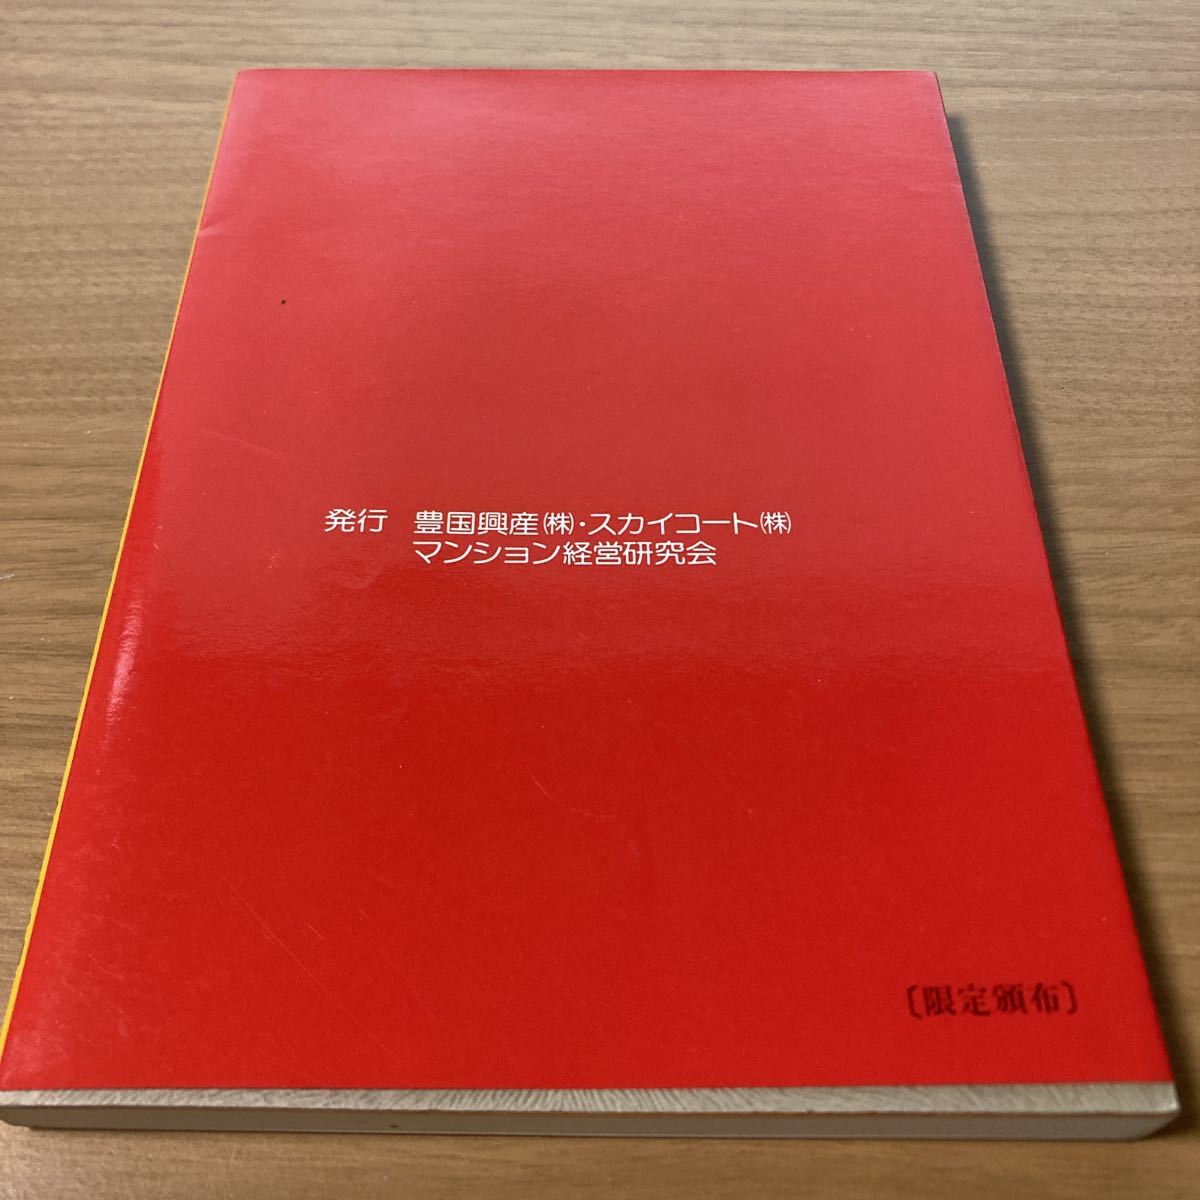 発行 豊国興産㈱・スカイコート㈱
マンション経営研究会
〔限定頒布〕